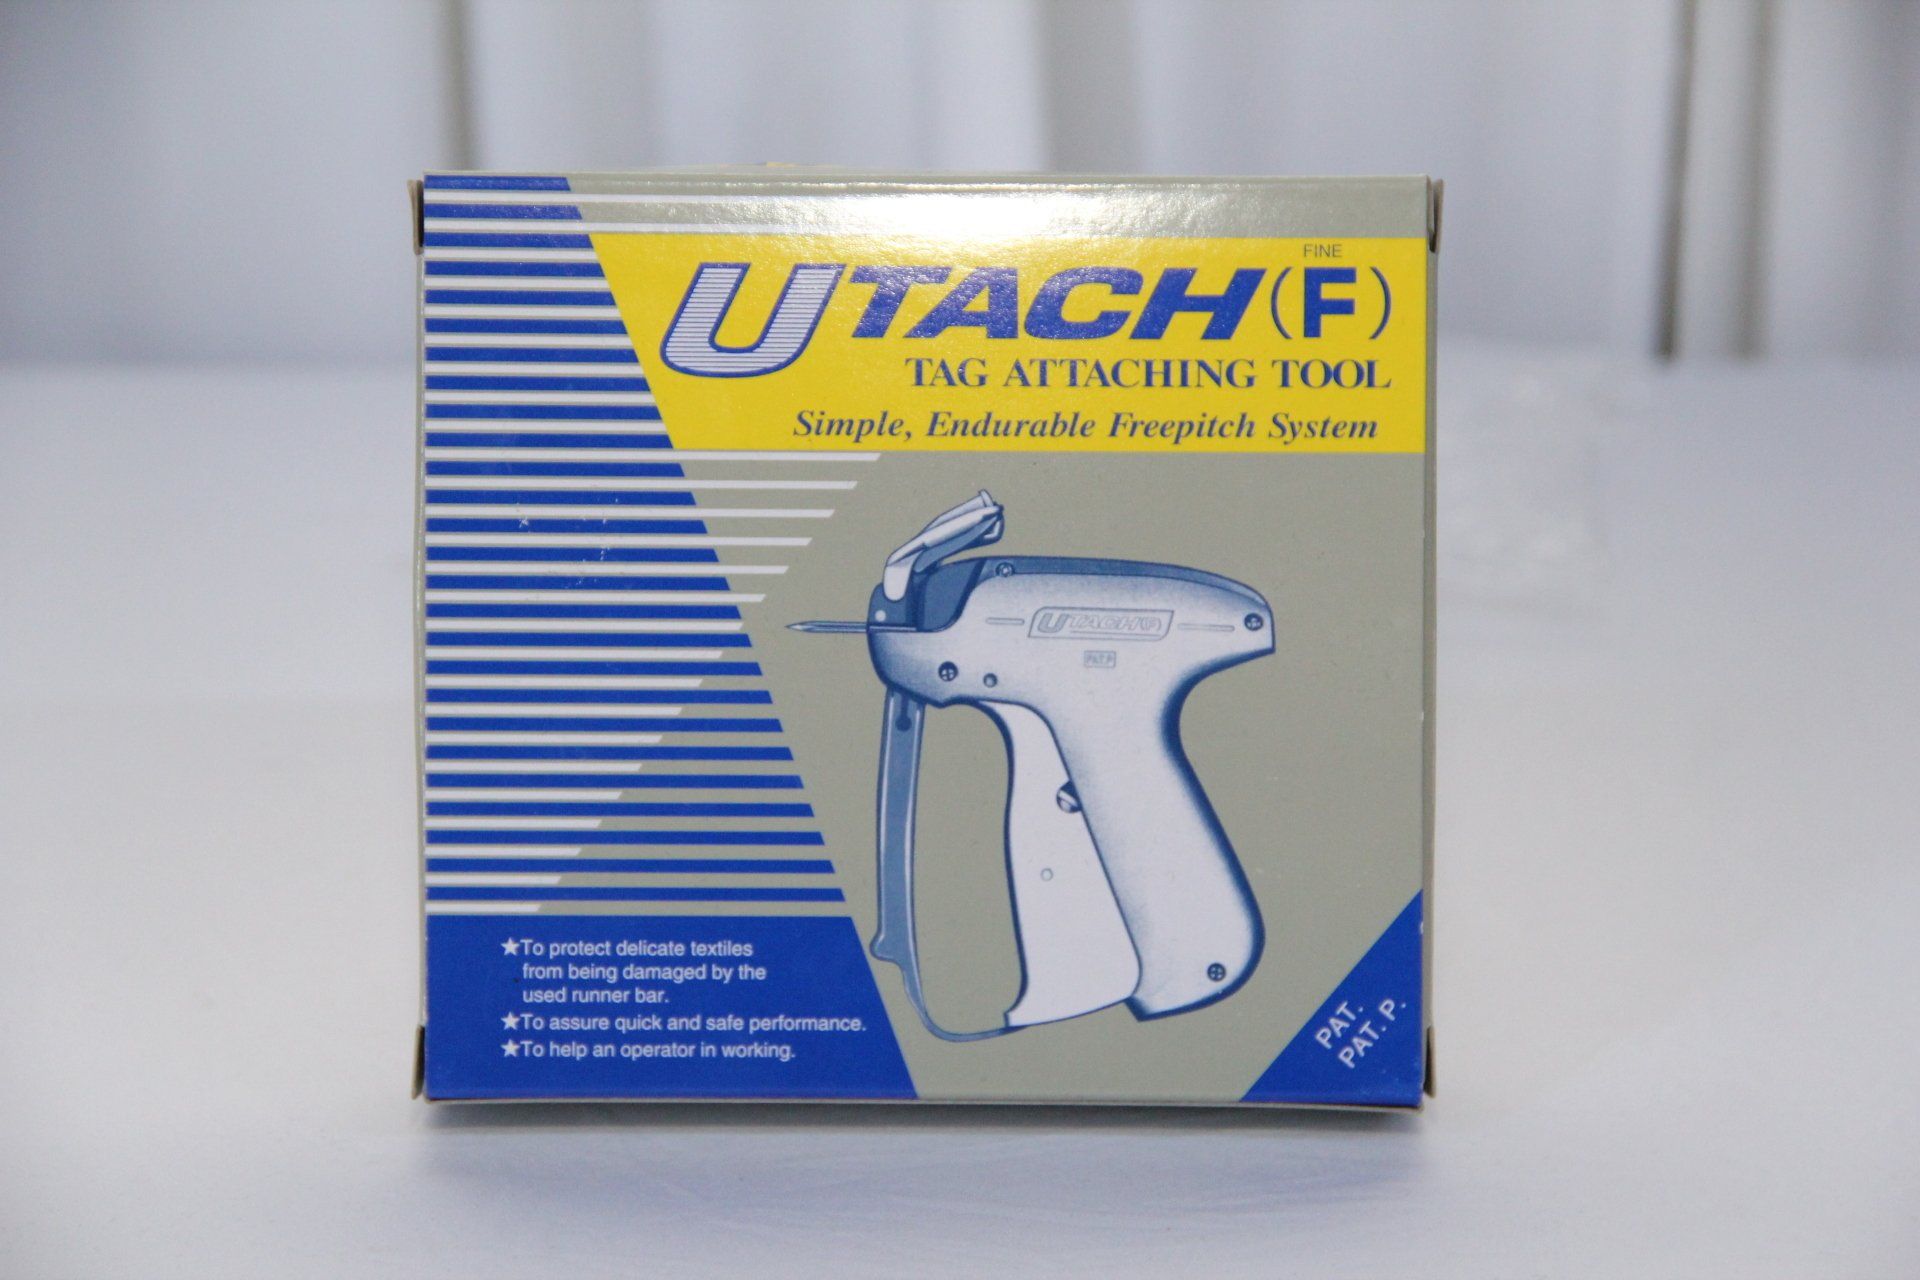 FINE
UTACH (F)
TAG ATTACHING TOOL
Simple, Endurable Freepitch System
UTACH(F)
PAT.P
★To protect delicate textiles
from being damaged by the
used runner bar.
★To assure quick and safe performance.
★To help an operator in working.
PAT.
PAT. P.